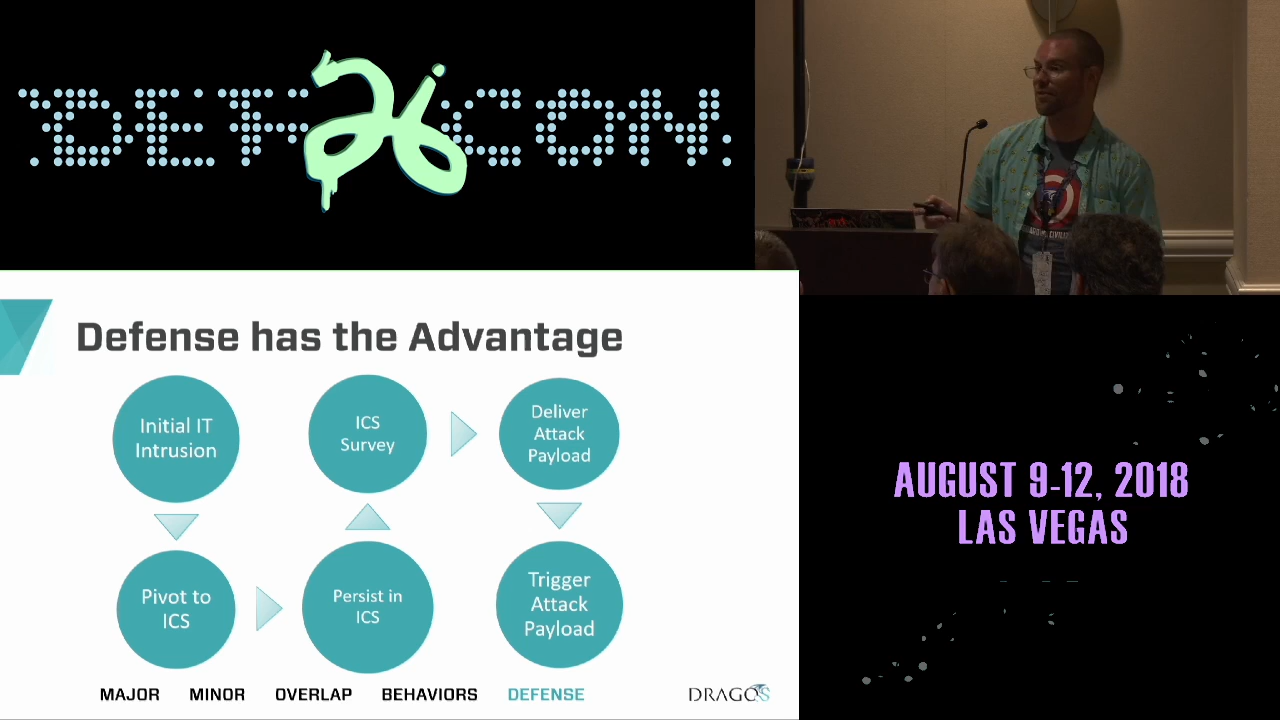 DEF 26 CON
Defense has the Advantage
Initial IT
Intrusion
Pivot to
ICS
Persist in
ICS
ICS
Survey
Deliver
Attack
Payload
Trigger
Attack
Payload
MAJOR MINOR OVERLAP BEHAVIORS DEFENSE
DRAGOS
AUGUST 9-12, 2018
LAS VEGAS